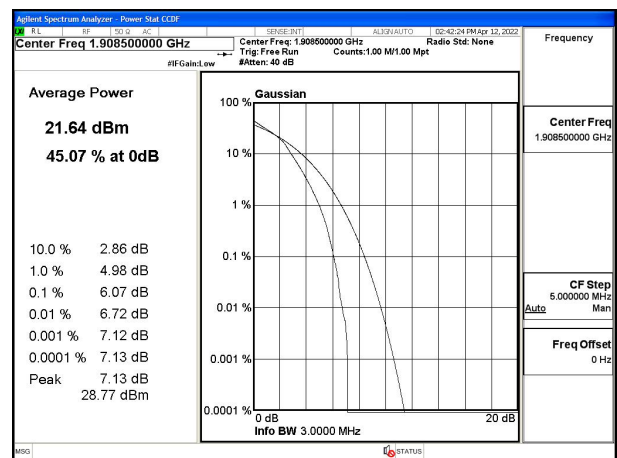 Agilent Spectrum Analyzer - Power Stat CCDF
RL RF 50 Ω AC SENSE:INT ALIGN AUTO 02:42:24 PM Apr 12, 2022
Center Freq 1.908500000 GHz
Center Freq: 1.908500000 GHz Radio Std: None
Trig: Free Run Counts:1.00 M/1.00 Mpt
#IFGain:Low #Atten: 40 dB
Frequency
Average Power
21.64 dBm
45.07 % at 0dB
10.0 % 2.86 dB
1.0 % 4.98 dB
0.1 % 6.07 dB
0.01 % 6.72 dB
0.001 % 7.12 dB
0.0001 % 7.13 dB
Peak 7.13 dB
28.77 dBm
Gaussian
100 %
10 %
1 %
0.1 %
0.01 %
0.001 %
0.0001 %
0 dB 20 dB
Info BW 3.0000 MHz
Center Freq
1.908500000 GHz
CF Step
5.000000 MHz
Auto Man
Freq Offset
0 Hz
MSG STATUS